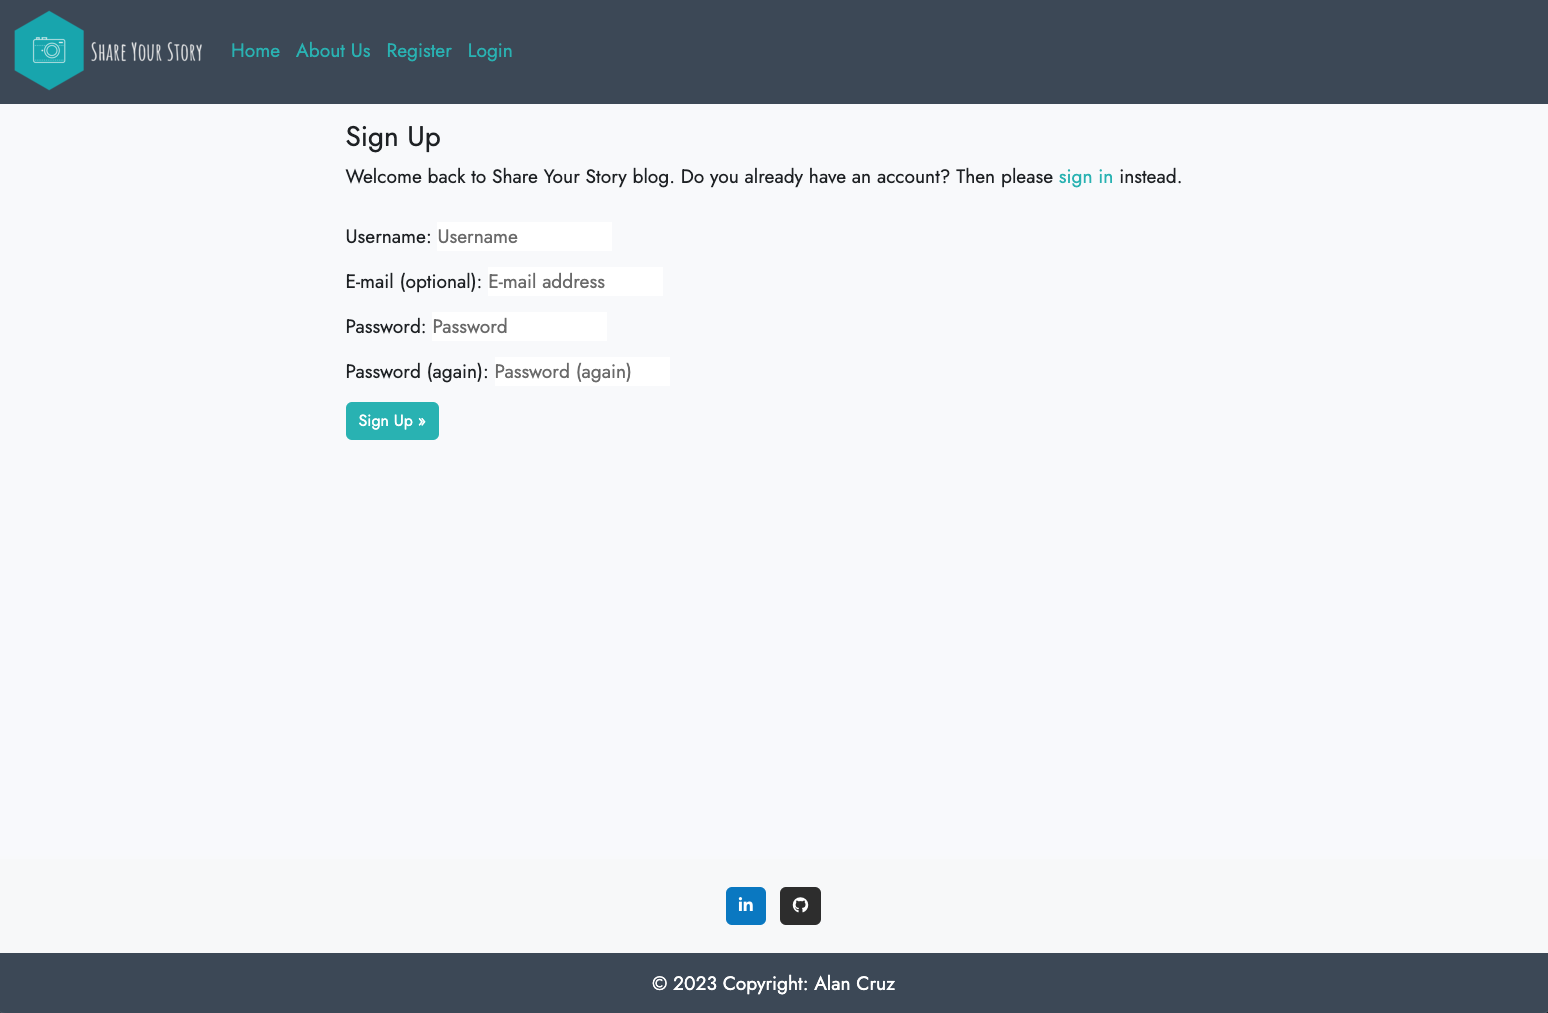 Share Your Story
Home About Us Register Login
Sign Up
Welcome back to Share Your Story blog. Do you already have an account? Then please sign in instead.
Username: Username
E-mail (optional): E-mail address
Password: Password
Password (again): Password (again)
Sign Up »
in
© 2023 Copyright: Alan Cruz